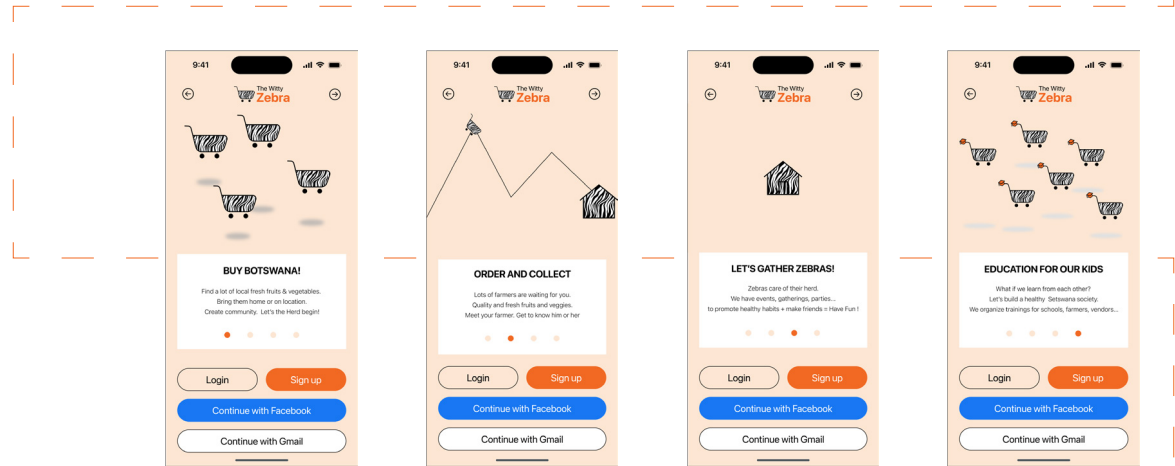 9:41
The Witty
Zebra
BUY BOTSWANA!
Find a lot of local fresh fruits & vegetables.
Bring them home or on location.
Create community. Let's the Herd begin!
Login
Sign up
Continue with Facebook
Continue with Gmail
9:41
The Witty
Zebra
ORDER AND COLLECT
Lots of farmers are waiting for you.
Quality and fresh fruits and veggies.
Meet your farmer. Get to know him or her
Login
Sign up
Continue with Facebook
Continue with Gmail
9:41
The Witty
Zebra
LET'S GATHER ZEBRAS!
Zebras care of their herd.
We have events, gatherings, parties...
to promote healthy habits + make friends = Have Fun !
Login
Sign up
Continue with Facebook
Continue with Gmail
9:41
The Witty
Zebra
EDUCATION FOR OUR KIDS
What if we learn from each other?
Let's build a healthy Setswana society.
We organize trainings for schools, farmers, vendors...
Login
Sign up
Continue with Facebook
Continue with Gmail